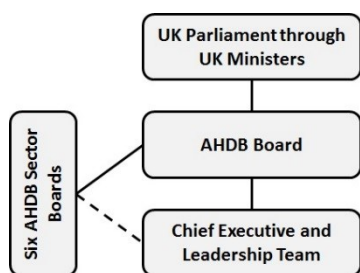 UK Parliament through
UK Ministers
Six AHDB Sector
Boards
AHDB Board
Chief Executive and
Leadership Team